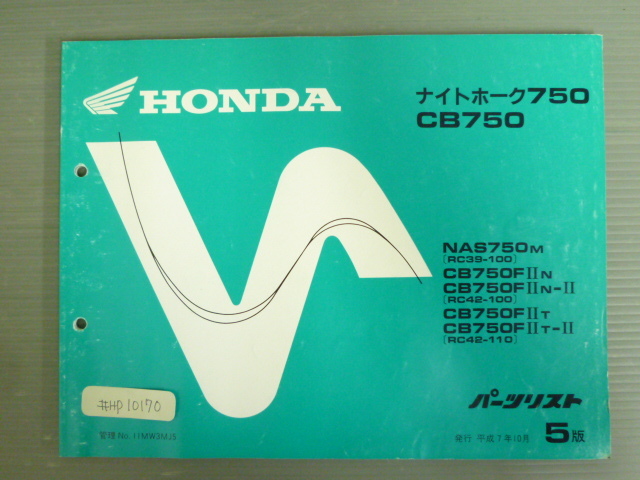 HONDA
ナイトホーク750
CB750
NAS750M
[RC39-100]
CB750FⅡN
CB750FⅡN-Ⅱ
[RC42-100]
CB750FⅡT
CB750FⅡT-Ⅱ
[RC42-110]
パーツリスト
発行 平成7年10月 5版
#HP10170
管理No.11MW3MJ5